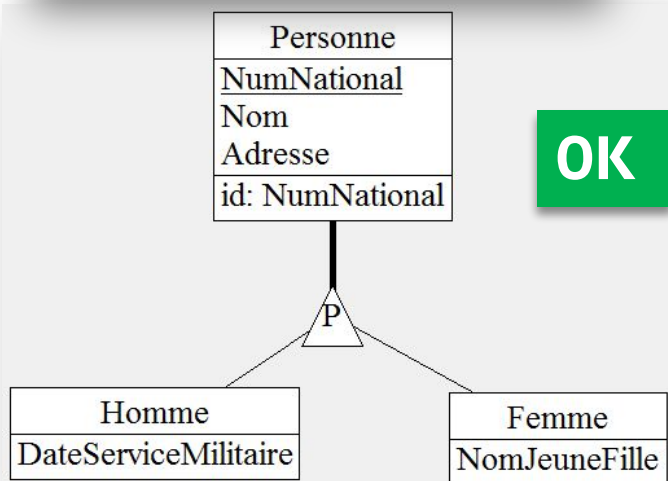 Personne
NumNational
Nom
Adresse
id: NumNational
OK
P
Homme
DateServiceMilitaire
Femme
NomJeuneFille